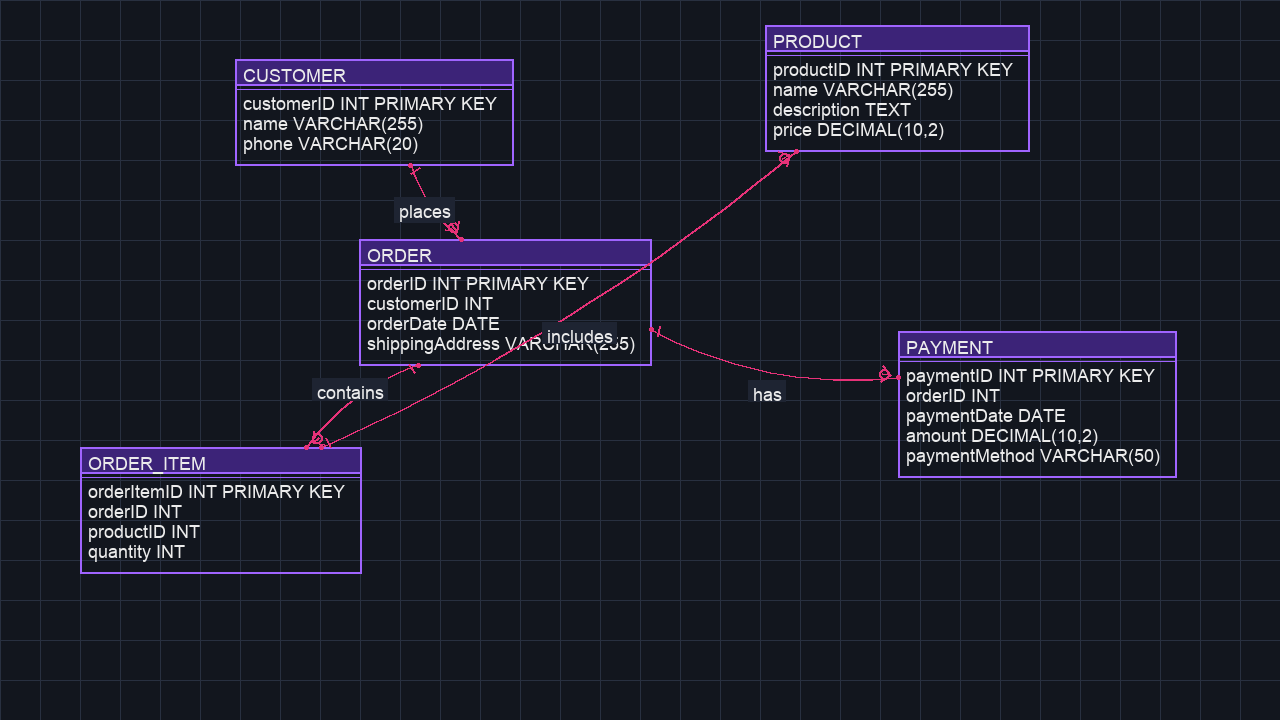 PRODUCT
productID INT PRIMARY KEY
name VARCHAR(255)
description TEXT
price DECIMAL(10,2)
CUSTOMER
customerID INT PRIMARY KEY
name VARCHAR(255)
phone VARCHAR(20)
places
ORDER
orderID INT PRIMARY KEY
customerID INT
orderDate DATE
shippingAddress VARCHAR(255)
includes
PAYMENT
paymentID INT PRIMARY KEY
orderID INT
paymentDate DATE
amount DECIMAL(10,2)
paymentMethod VARCHAR(50)
has
contains
ORDER_ITEM
orderItemID INT PRIMARY KEY
orderID INT
productID INT
quantity INT